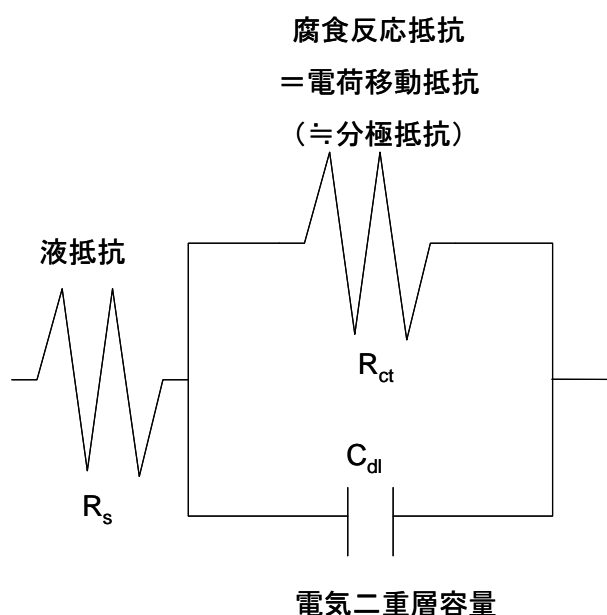 腐食反応抵抗
＝電荷移動抵抗
（≒分極抵抗）
液抵抗
Rct
Cdl
Rs
電気二重層容量